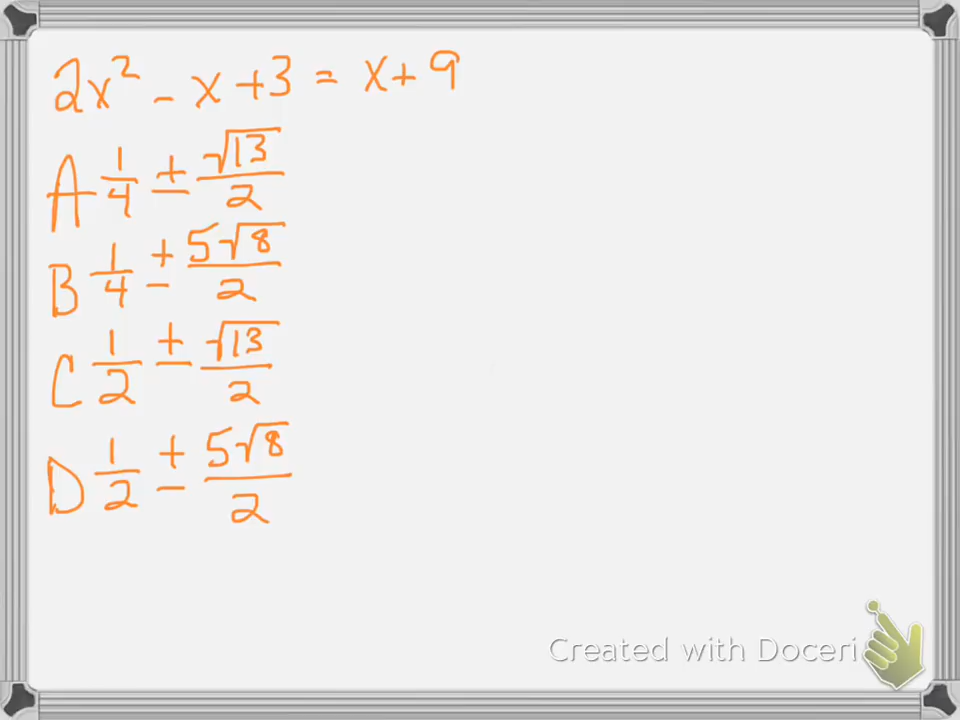 2x² - x + 3 = x + 9
A 1/4 ± √13/2
B 1/4 ± 5√8/2
C 1/2 ± √13/2
D 1/2 ± 5√8/2
Created with Doceri